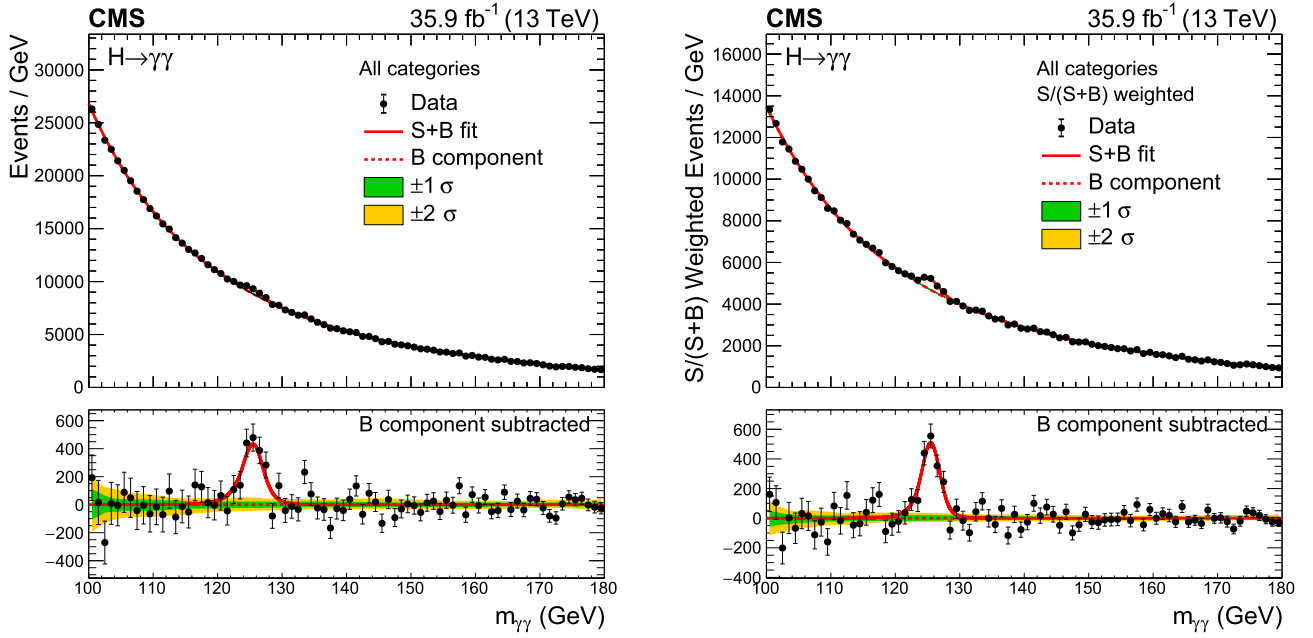 CMS 35.9 fb⁻¹ (13 TeV)
H→γγ
All categories
Data
S+B fit
B component
±1 σ
±2 σ
Events / GeV
30000
25000
20000
15000
10000
5000
0
B component subtracted
600
400
200
0
−200
−400
100 110 120 130 140 150 160 170 180
mγγ (GeV)
CMS 35.9 fb⁻¹ (13 TeV)
H→γγ
All categories
S/(S+B) weighted
Data
S+B fit
B component
±1 σ
±2 σ
S/(S+B) Weighted Events / GeV
16000
14000
12000
10000
8000
6000
4000
2000
0
B component subtracted
600
400
200
0
−200
−400
100 110 120 130 140 150 160 170 180
mγγ (GeV)